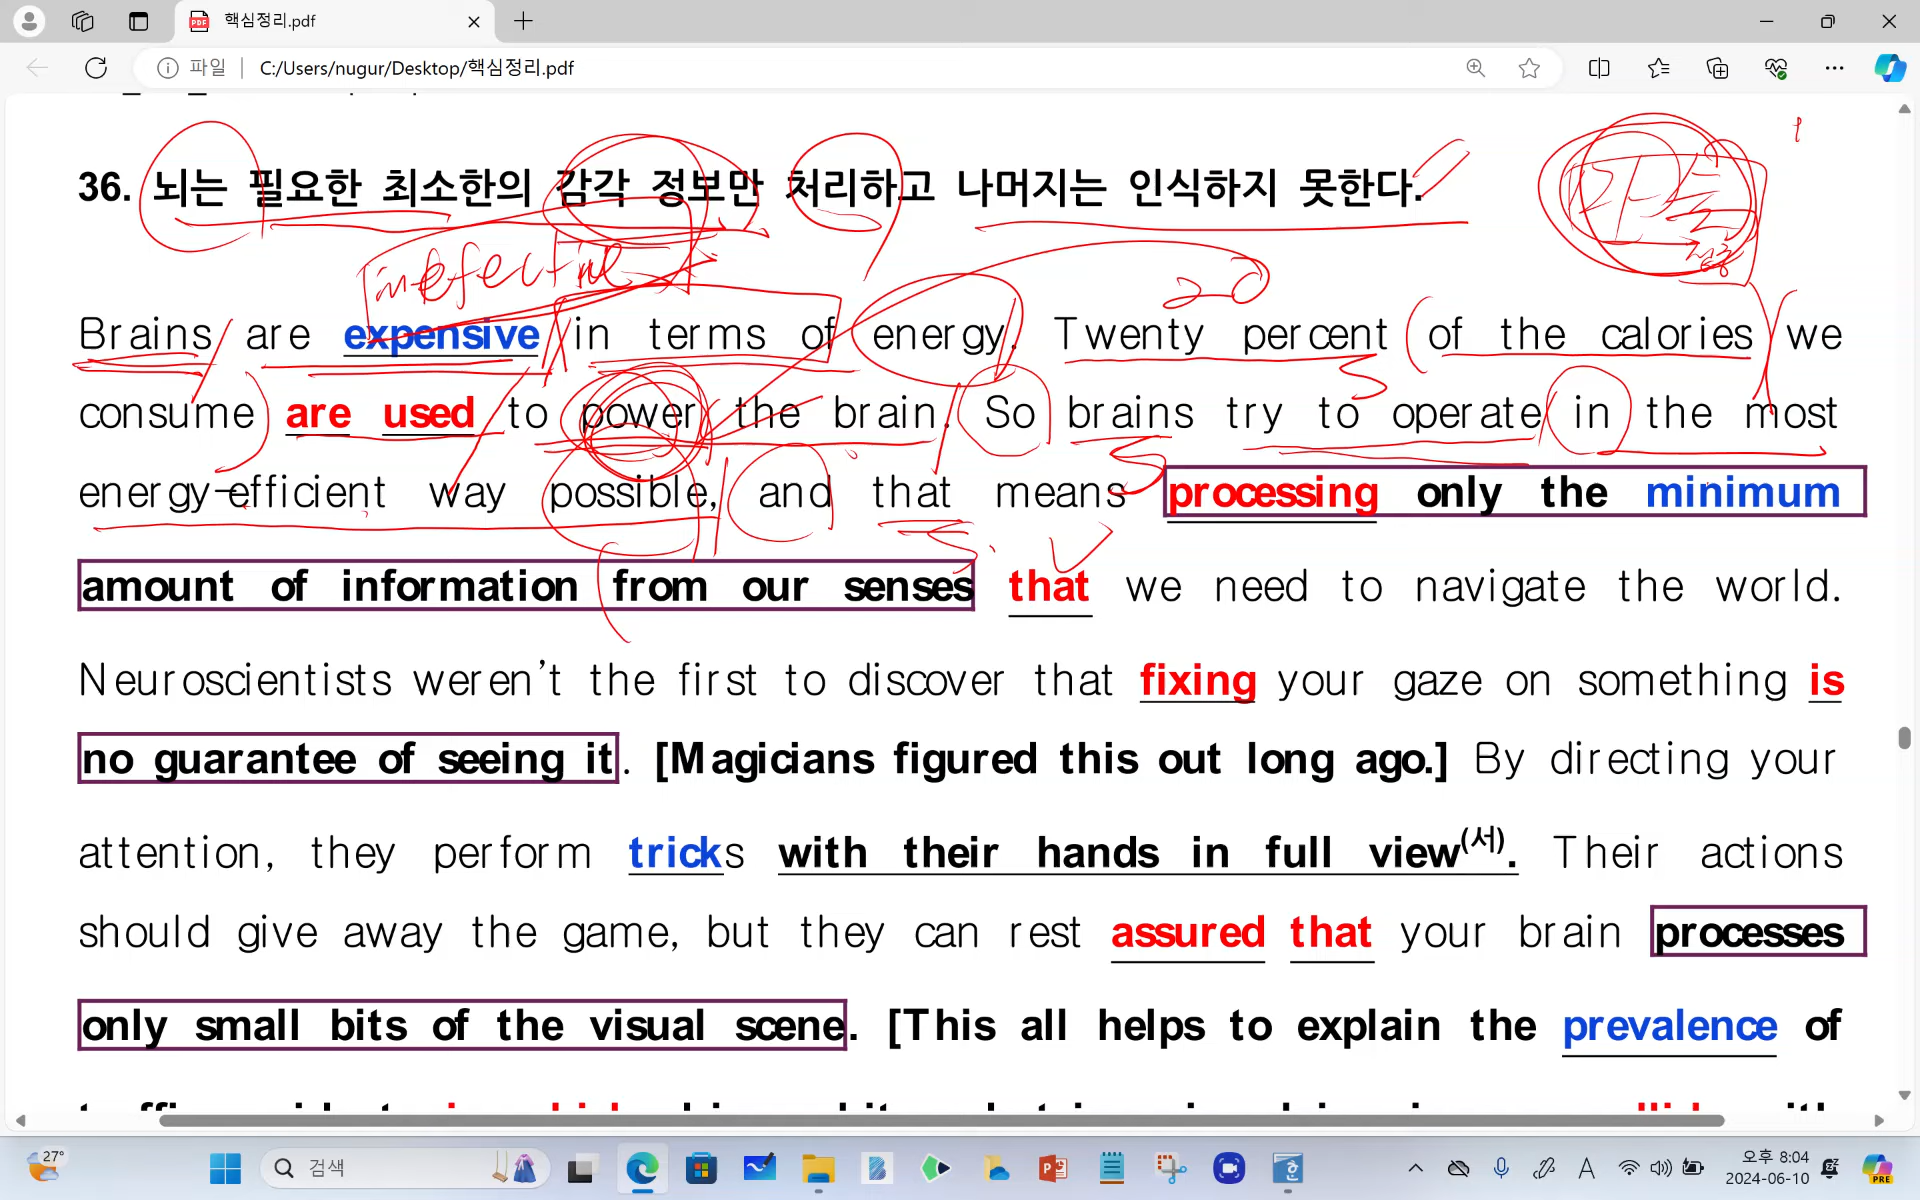 핵심정리.pdf
파일 | C:/Users/nugur/Desktop/핵심정리.pdf
36. 뇌는 필요한 최소한의 감각 정보만 처리하고 나머지는 인식하지 못한다.
마술
20
Brains are expensive in terms of energy. Twenty percent of the calories we
consume are used to power the brain. So brains try to operate in the most
energy-efficient way possible, and that means processing only the minimum
amount of information from our senses that we need to navigate the world.
Neuroscientists weren't the first to discover that fixing your gaze on something is
no guarantee of seeing it. [Magicians figured this out long ago.] By directing your
attention, they perform tricks with their hands in full view(서). Their actions
should give away the game, but they can rest assured that your brain processes
only small bits of the visual scene. [This all helps to explain the prevalence of
27°
검색
오후 8:04
2024-06-10
PRE